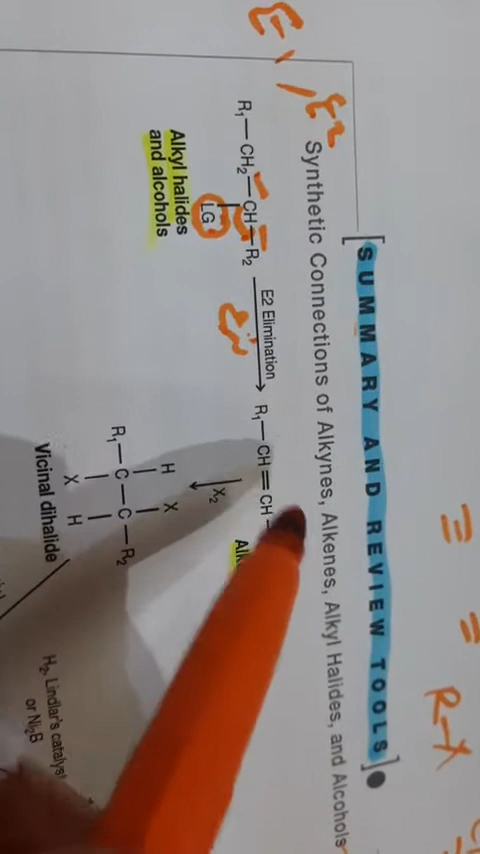 E1, E2
≡ = R-X
[SUMMARY AND REVIEW TOOLS]
Synthetic Connections of Alkynes, Alkenes, Alkyl Halides, and Alcohols
R₁—CH₂—CH—R₂
LG
E2 Elimination
R₁—CH=CH-
Alkyl halides
and alcohols
X₂
H X
R₁—C—C—R₂
X H
Vicinal dihalide
H₂, Lindlar's catalyst
or Ni₂B